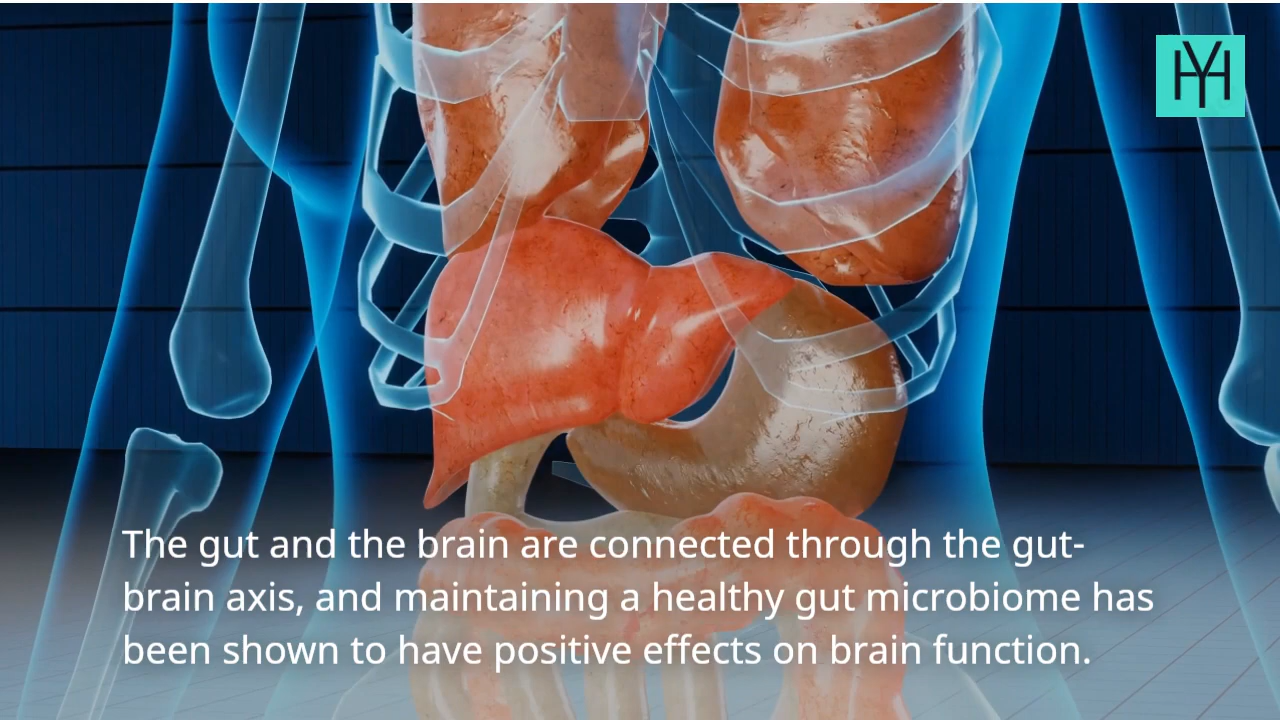 YH
The gut and the brain are connected through the gut-
brain axis, and maintaining a healthy gut microbiome has
been shown to have positive effects on brain function.